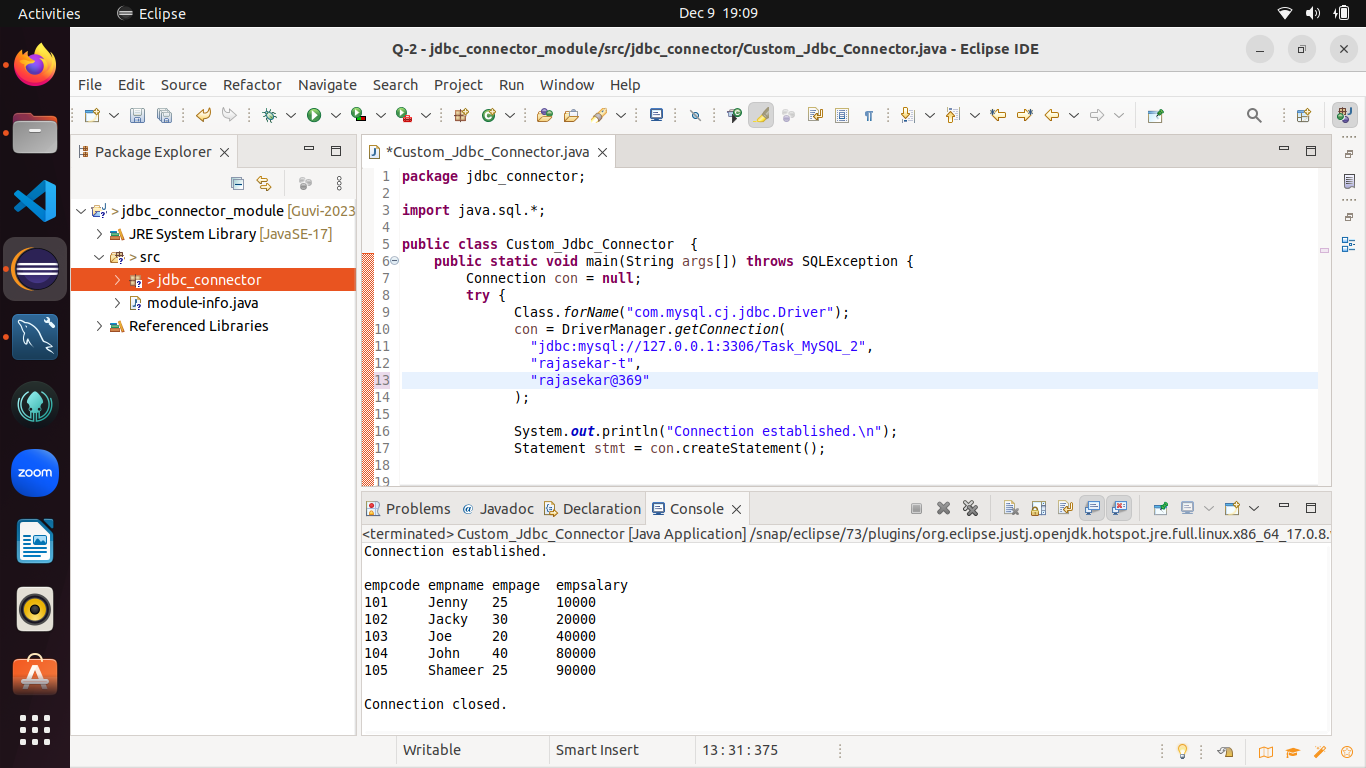 Activities Eclipse Dec 9 19:09
Q-2 - jdbc_connector_module/src/jdbc_connector/Custom_Jdbc_Connector.java - Eclipse IDE
File Edit Source Refactor Navigate Search Project Run Window Help
Package Explorer
> jdbc_connector_module [Guvi-2023
JRE System Library [JavaSE-17]
> src
> jdbc_connector
module-info.java
Referenced Libraries
*Custom_Jdbc_Connector.java
1 package jdbc_connector;
2
3 import java.sql.*;
4
5 public class Custom_Jdbc_Connector {
6 public static void main(String args[]) throws SQLException {
7 Connection con = null;
8 try {
9 Class.forName("com.mysql.cj.jdbc.Driver");
10 con = DriverManager.getConnection(
11 "jdbc:mysql://127.0.0.1:3306/Task_MySQL_2",
12 "rajasekar-t",
13 "rajasekar@369"
14 );
15
16 System.out.println("Connection established.\n");
17 Statement stmt = con.createStatement();
18
19
Problems @ Javadoc Declaration Console
<terminated> Custom_Jdbc_Connector [Java Application] /snap/eclipse/73/plugins/org.eclipse.justj.openjdk.hotspot.jre.full.linux.x86_64_17.0.8.
Connection established.
empcode empname empage empsalary
101 Jenny 25 10000
102 Jacky 30 20000
103 Joe 20 40000
104 John 40 80000
105 Shameer 25 90000
Connection closed.
Writable Smart Insert 13 : 31 : 375
zoom